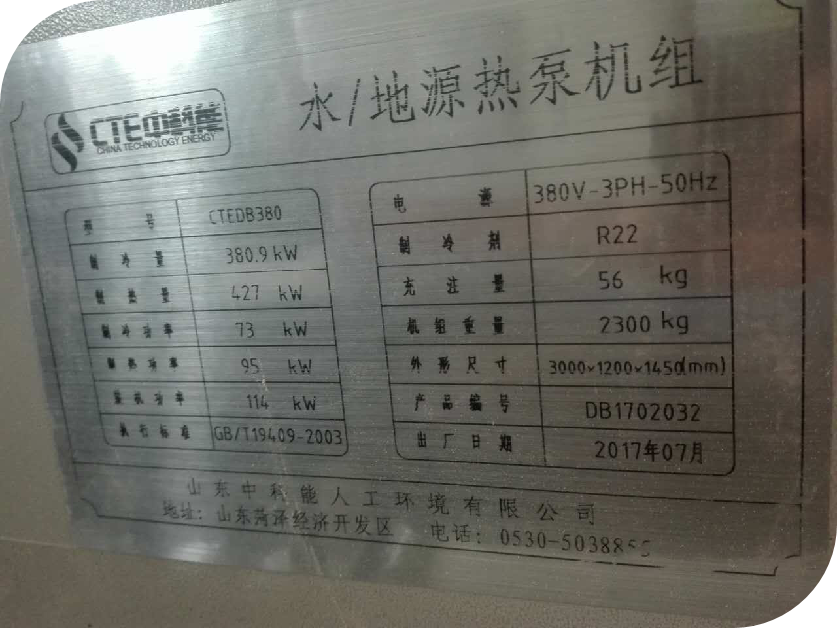 水/地源热泵机组
CTE中科能
CHINA TECHNOLOGY ENERGY
型号 CTEDB380
制冷量 380.9kW
制热量 427 kW
制冷功率 73 kW
制热功率 95 kW
装机功率 114 kW
执行标准 GB/T19409-2003
电源 380V-3PH-50Hz
制冷剂 R22
充注量 56 kg
机组重量 2300 kg
外形尺寸 3000×1200×1450(mm)
产品编号 DB1702032
出厂日期 2017年07月
山东中科能人工环境有限公司
地址：山东菏泽经济开发区 电话：0530-5038855